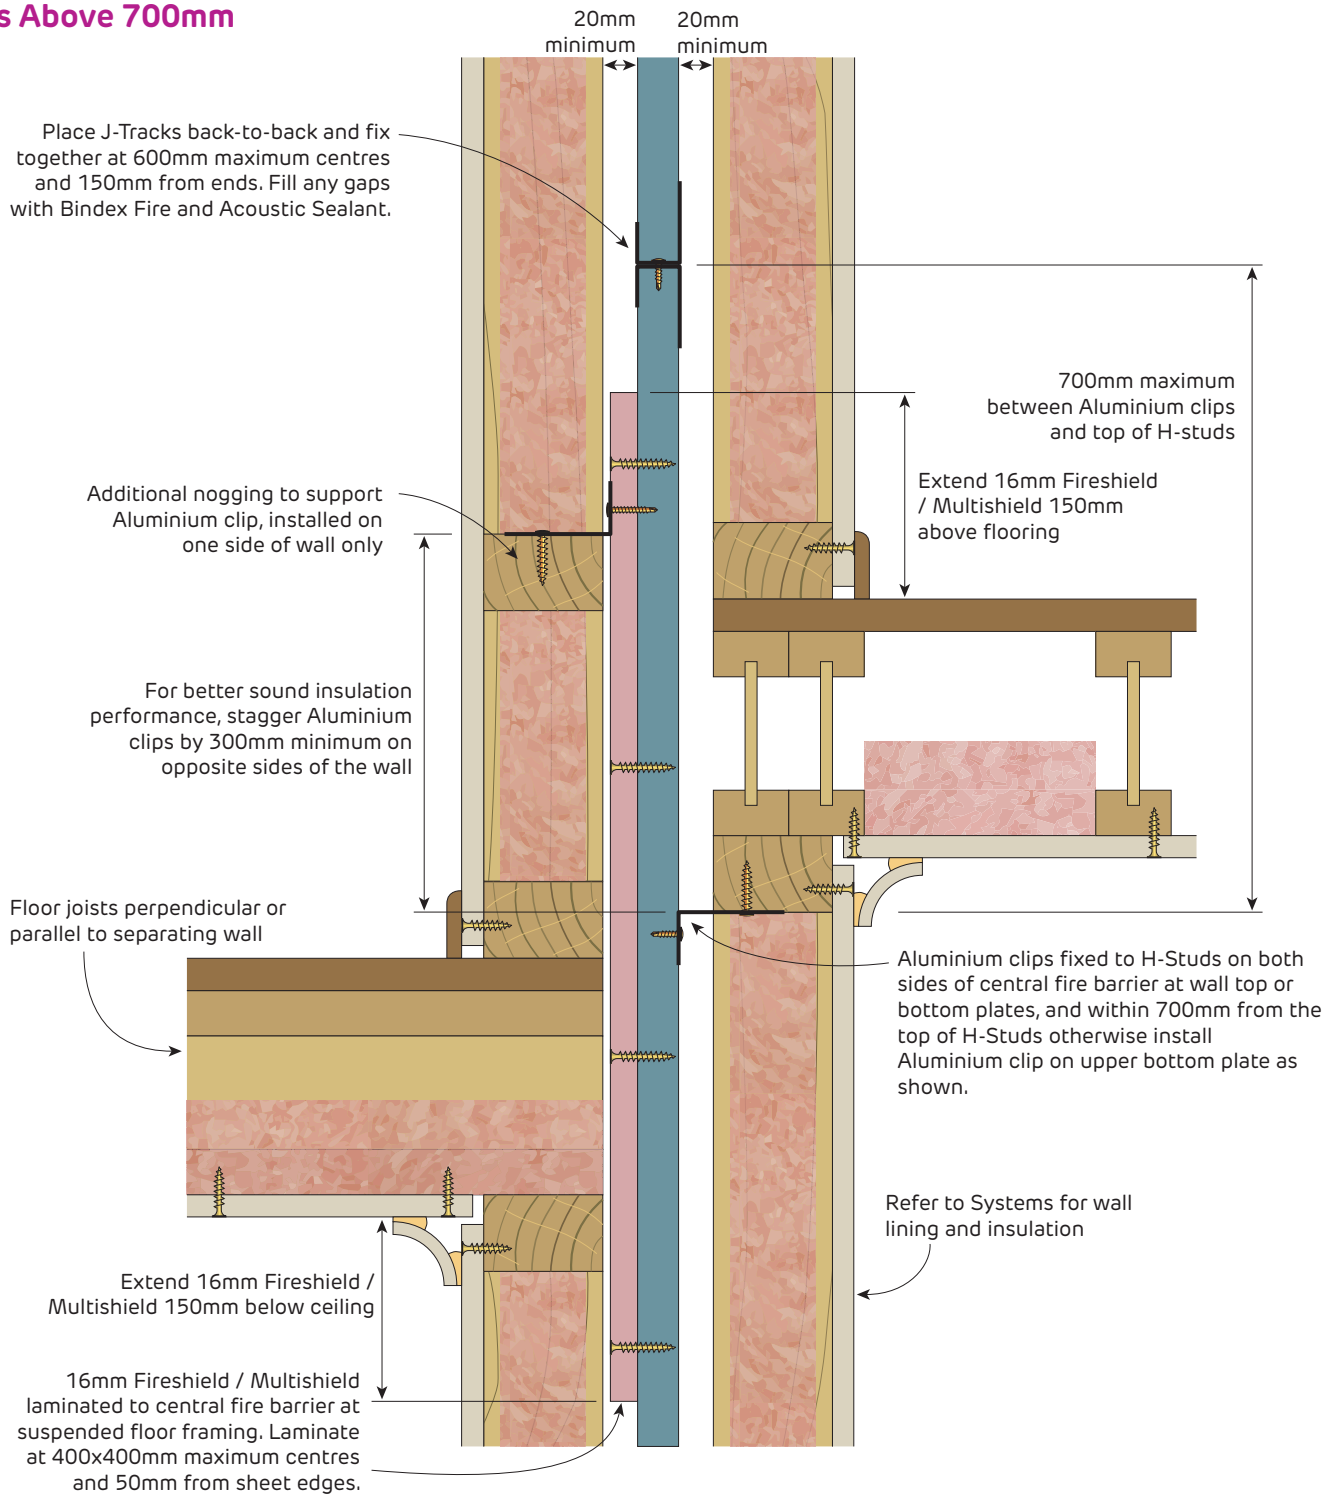 s Above 700mm
20mm
minimum
20mm
minimum
Place J-Tracks back-to-back and fix
together at 600mm maximum centres
and 150mm from ends. Fill any gaps
with Bindex Fire and Acoustic Sealant.
700mm maximum
between Aluminium clips
and top of H-studs
Extend 16mm Fireshield
/ Multishield 150mm
above flooring
Additional nogging to support
Aluminium clip, installed on
one side of wall only
For better sound insulation
performance, stagger Aluminium
clips by 300mm minimum on
opposite sides of the wall
Floor joists perpendicular or
parallel to separating wall
Aluminium clips fixed to H-Studs on both
sides of central fire barrier at wall top or
bottom plates, and within 700mm from the
top of H-Studs otherwise install
Aluminium clip on upper bottom plate as
shown.
Refer to Systems for wall
lining and insulation
Extend 16mm Fireshield /
Multishield 150mm below ceiling
16mm Fireshield / Multishield
laminated to central fire barrier at
suspended floor framing. Laminate
at 400x400mm maximum centres
and 50mm from sheet edges.